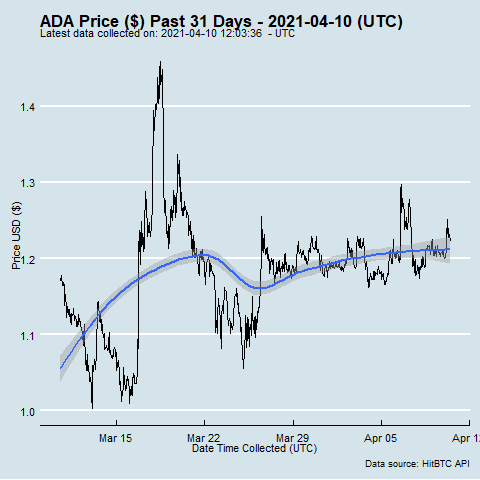 ADA Price ($) Past 31 Days - 2021-04-10 (UTC)
Latest data collected on: 2021-04-10 12:03:36 - UTC
Price USD ($)
1.4
1.3
1.2
1.1
1.0
Mar 15 Mar 22 Mar 29 Apr 05 Apr 1
Date Time Collected (UTC)
Data source: HitBTC API